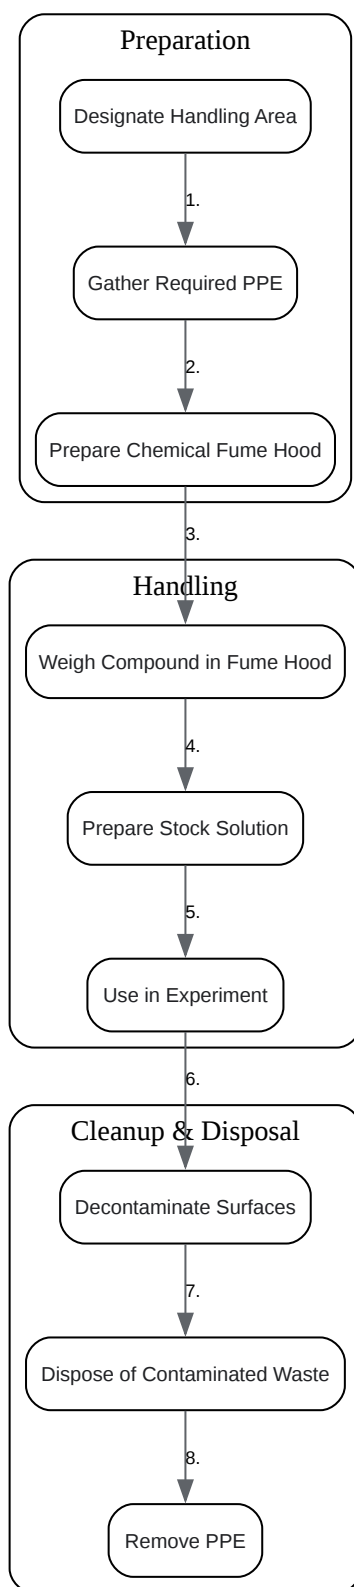 Preparation
Designate Handling Area
1.
Gather Required PPE
2.
Prepare Chemical Fume Hood
3.
Handling
Weigh Compound in Fume Hood
4.
Prepare Stock Solution
5.
Use in Experiment
6.
Cleanup & Disposal
Decontaminate Surfaces
7.
Dispose of Contaminated Waste
8.
Remove PPE